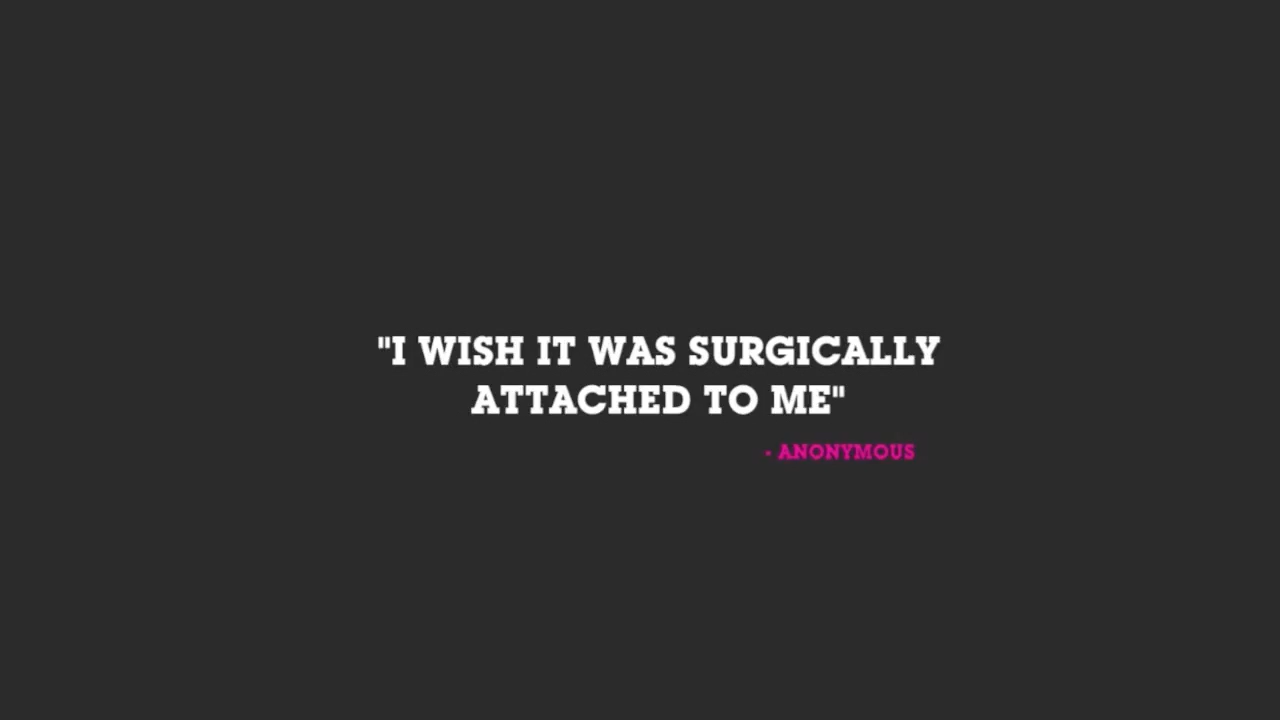 "I WISH IT WAS SURGICALLY
ATTACHED TO ME"
- ANONYMOUS